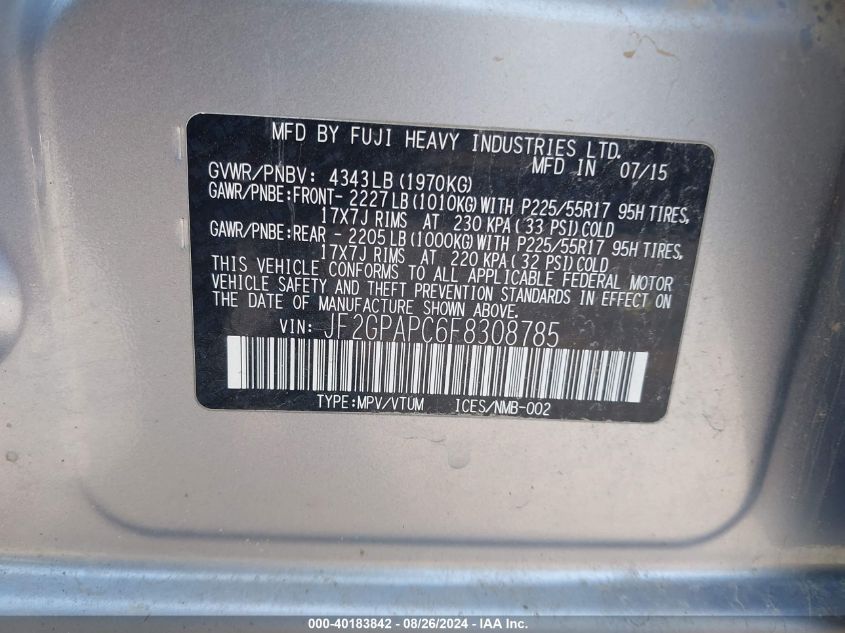 MFD BY FUJI HEAVY INDUSTRIES LTD.
MFD IN 07/15
GVWR/PNBV: 4343LB (1970KG)
GAWR/PNBE:FRONT- 2227LB (1010KG) WITH P225/55R17 95H TIRES,
17X7J RIMS AT 230 KPA (33 PSI) COLD
GAWR/PNBE:REAR - 2205LB (1000KG) WITH P225/55R17 95H TIRES,
17X7J RIMS AT 220 KPA (32 PSI) COLD
THIS VEHICLE CONFORMS TO ALL APPLICABLE FEDERAL MOTOR
VEHICLE SAFETY AND THEFT PREVENTION STANDARDS IN EFFECT ON
THE DATE OF MANUFACTURE SHOWN ABOVE.
VIN: JF2GPAPC6F8308785
TYPE:MPV/VTUM ICES/NMB-002
000-40183842 - 08/26/2024 - IAA Inc.